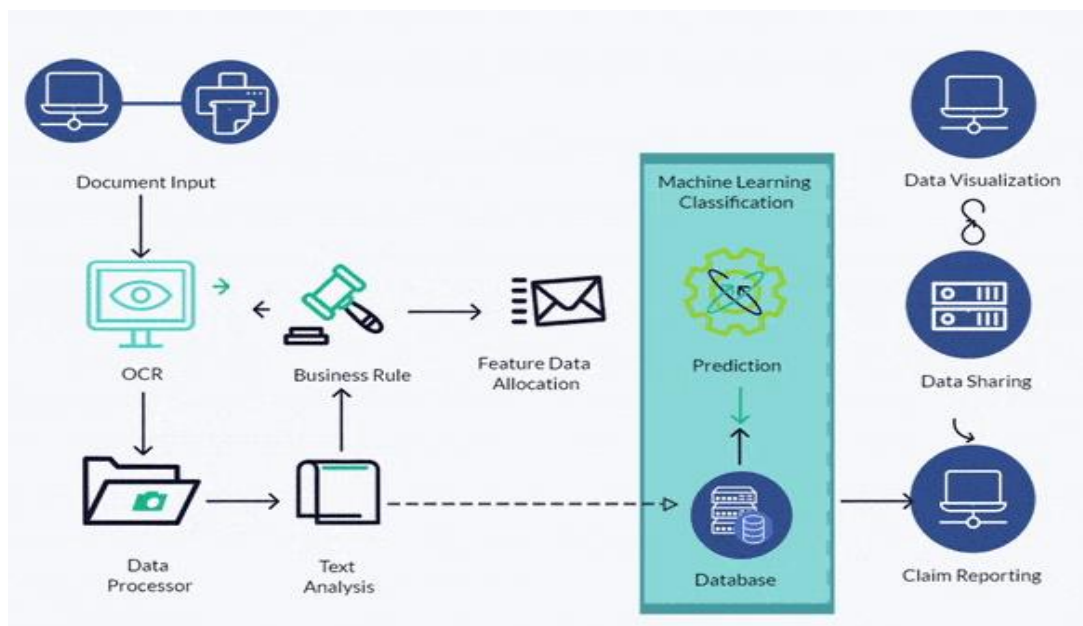 Document Input
OCR
Business Rule
Feature Data
Allocation
Data
Processor
Text
Analysis
Machine Learning
Classification
Prediction
Database
Data Visualization
Data Sharing
Claim Reporting